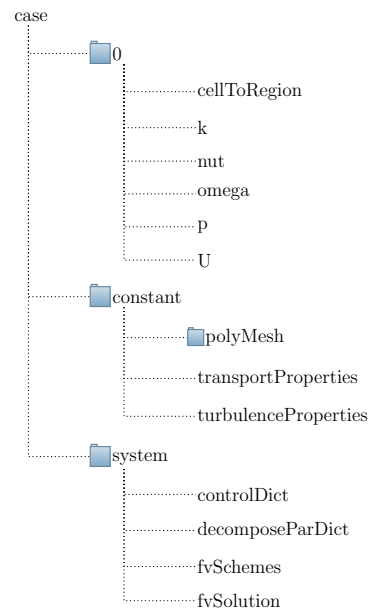 case
0
cellToRegion
k
nut
omega
p
U
constant
polyMesh
transportProperties
turbulenceProperties
system
controlDict
decomposeParDict
fvSchemes
fvSolution